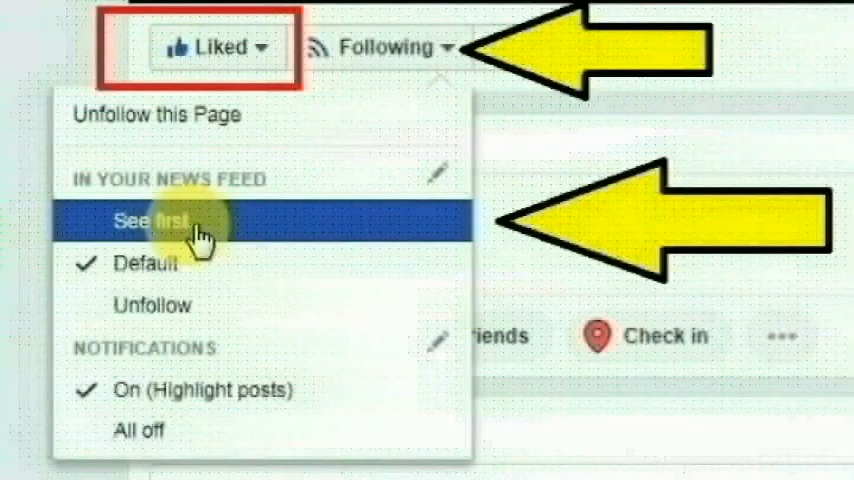 Liked Following
Unfollow this Page
IN YOUR NEWS FEED
See first
Default
Unfollow
riends Check in
NOTIFICATIONS
On (Highlight posts)
All off